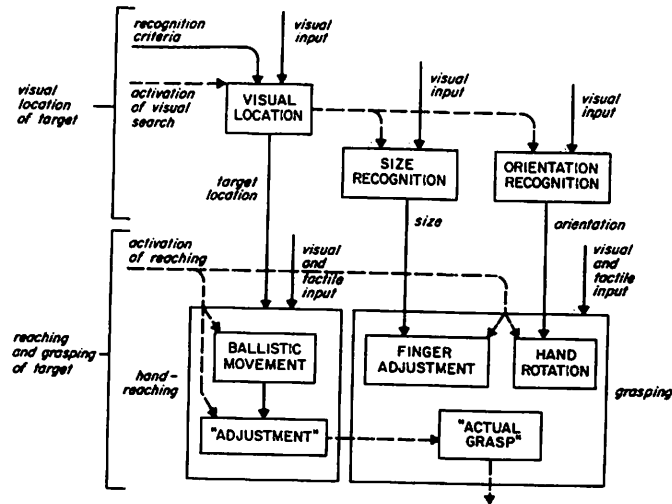 recognition
criteria
visual
input
activation
of visual
search
VISUAL
LOCATION
visual
input
visual
input
visual
location
of target
SIZE
RECOGNITION
ORIENTATION
RECOGNITION
target
location
size
orientation
activation
of reaching
visual
and
tactile
input
visual and
tactile
input
reaching
and grasping
of target
hand-
reaching
BALLISTIC
MOVEMENT
FINGER
ADJUSTMENT
HAND
ROTATION
grasping
"ADJUSTMENT"
"ACTUAL
GRASP"